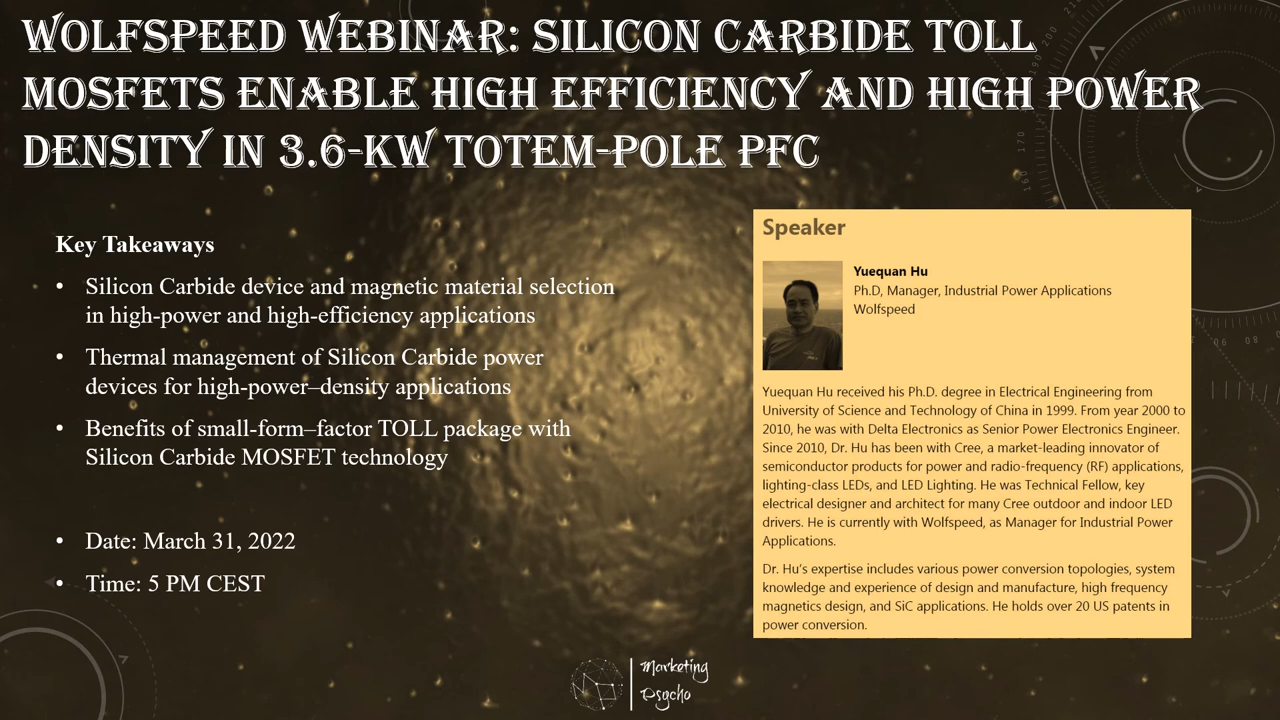 WOLFSPEED WEBINAR: SILICON CARBIDE TOLL
MOSFETS ENABLE HIGH EFFICIENCY AND HIGH POWER
DENSITY IN 3.6-KW TOTEM-POLE PFC
Key Takeaways
• Silicon Carbide device and magnetic material selection
in high-power and high-efficiency applications
• Thermal management of Silicon Carbide power
devices for high-power–density applications
• Benefits of small-form–factor TOLL package with
Silicon Carbide MOSFET technology
• Date: March 31, 2022
• Time: 5 PM CEST
Speaker
Yuequan Hu
Ph.D, Manager, Industrial Power Applications
Wolfspeed
Yuequan Hu received his Ph.D. degree in Electrical Engineering from
University of Science and Technology of China in 1999. From year 2000 to
2010, he was with Delta Electronics as Senior Power Electronics Engineer.
Since 2010, Dr. Hu has been with Cree, a market-leading innovator of
semiconductor products for power and radio-frequency (RF) applications,
lighting-class LEDs, and LED Lighting. He was Technical Fellow, key
electrical designer and architect for many Cree outdoor and indoor LED
drivers. He is currently with Wolfspeed, as Manager for Industrial Power
Applications.
Dr. Hu's expertise includes various power conversion topologies, system
knowledge and experience of design and manufacture, high frequency
magnetics design, and SiC applications. He holds over 20 US patents in
power conversion.
Marketing
Psycho
210
200
190
170
160
90
80